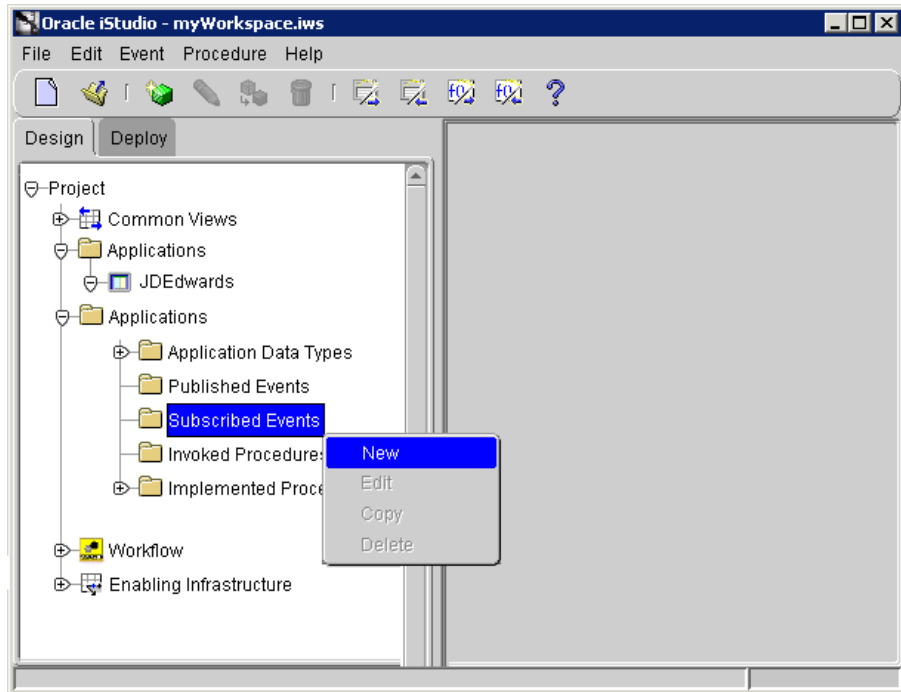 Oracle iStudio - myWorkspace.iws
File Edit Event Procedure Help
Design Deploy
Project
Common Views
Applications
JDEdwards
Applications
Application Data Types
Published Events
Subscribed Events
Invoked Procedures
New
Implemented Proce
Edit
Copy
Delete
Workflow
Enabling Infrastructure